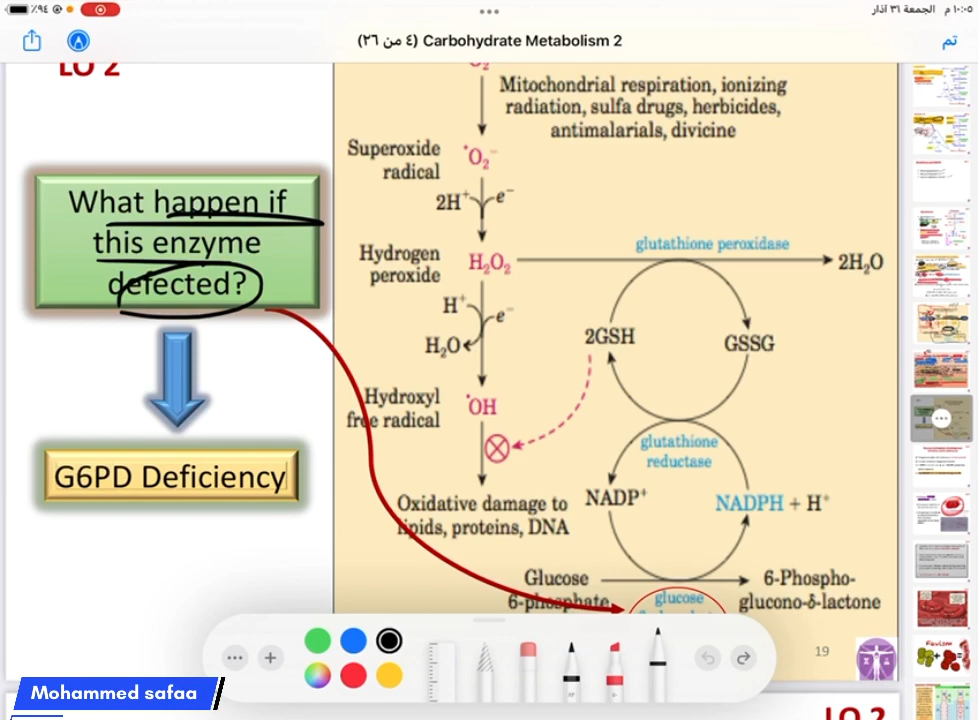 ٪٩٤
١٠:٠٥ م الجمعة ٣١ آذار
Carbohydrate Metabolism 2 (٤ من ٢٦)
تم
LO 2
What happen if
this enzyme
defected?
G6PD Deficiency
Mitochondrial respiration, ionizing
radiation, sulfa drugs, herbicides,
antimalarials, divicine
Superoxide
radical
•O₂⁻
2H⁺
e⁻
Hydrogen
peroxide
H₂O₂
glutathione peroxidase
2H₂O
H⁺
e⁻
H₂O
2GSH
GSSG
Hydroxyl
free radical
•OH
glutathione
reductase
Oxidative damage to
lipids, proteins, DNA
NADP⁺
NADPH + H⁺
Glucose
6-phosphate
glucose
6-Phospho-
glucono-δ-lactone
19
Mohammed safaa
LO 2
Favism